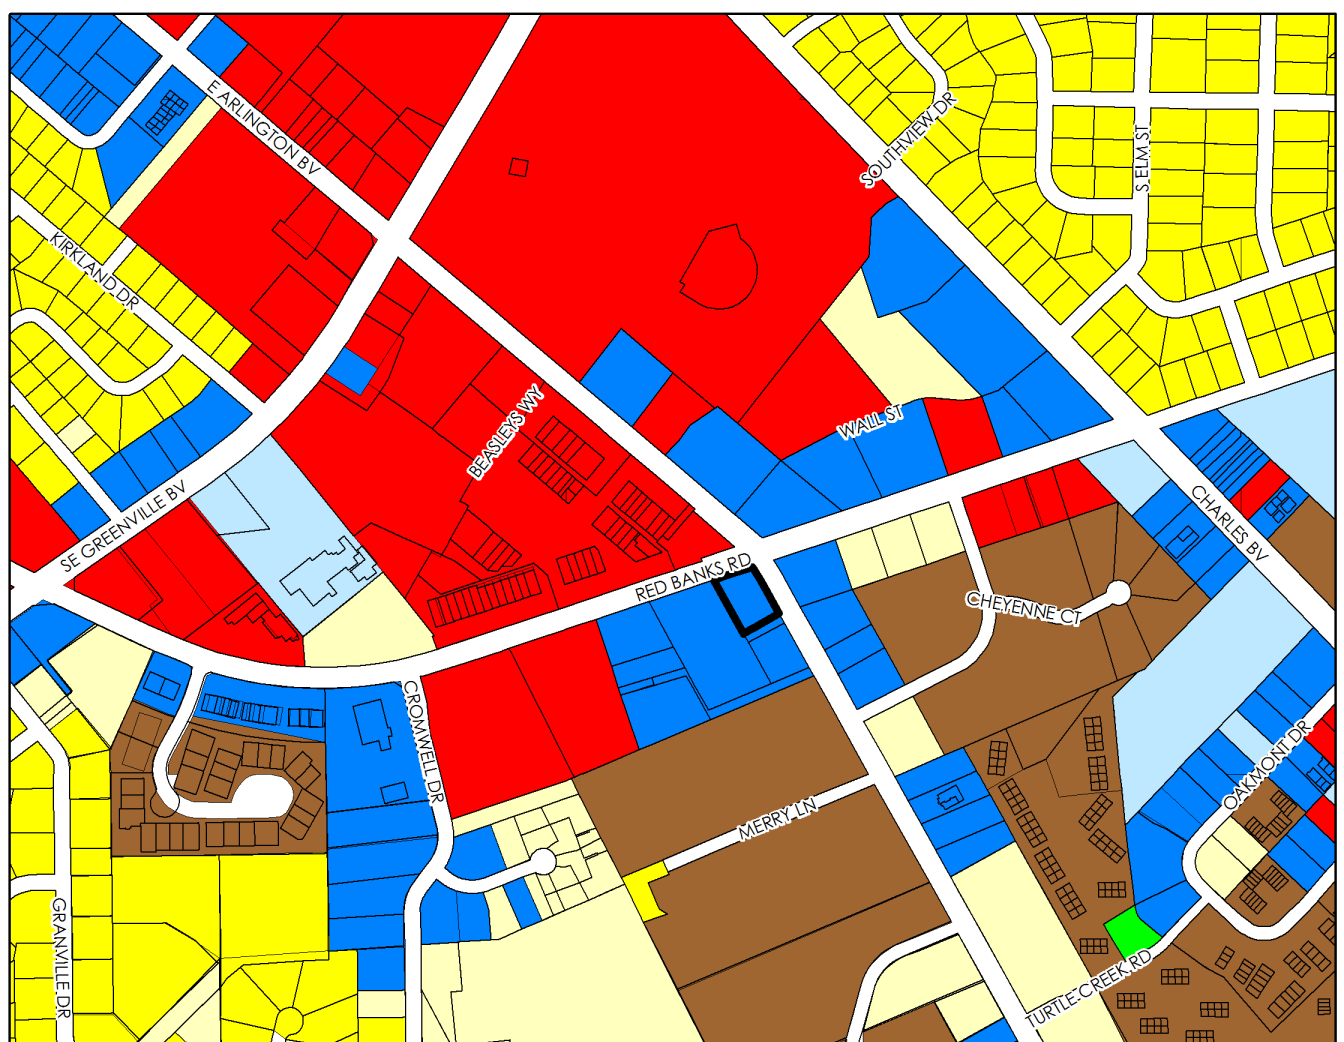 E ARLINGTON BV
SOUTHVIEW DR
S ELM ST
KIRKLAND DR
BEASLEYS WY
WALL ST
SE GREENVILLE BV
CHARLES BV
RED BANKS RD
CHEYENNE CT
CROMWELL DR
OAKMONT DR
MERRY LN
GRANVILLE DR
TURTLE CREEK RD